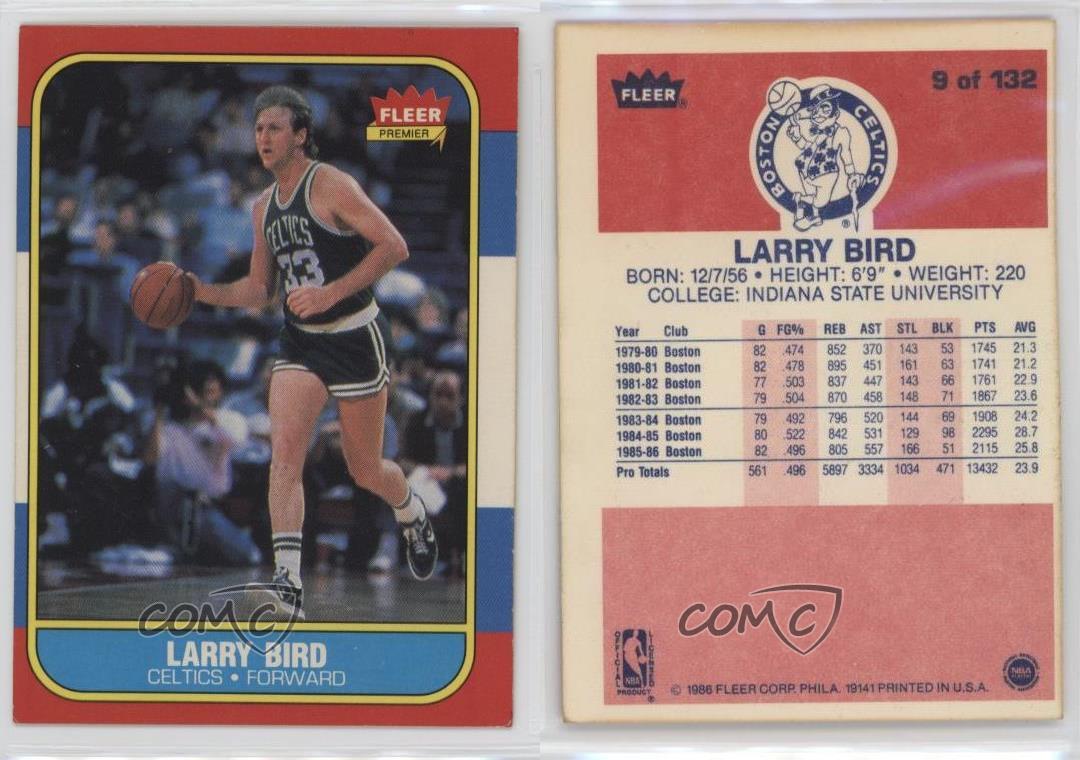 FLEER
PREMIER
CELTICS
33
COMC
LARRY BIRD
CELTICS • FORWARD
FLEER®
9 of 132
BOSTON CELTICS
®
LARRY BIRD
BORN: 12/7/56 • HEIGHT: 6'9" • WEIGHT: 220
COLLEGE: INDIANA STATE UNIVERSITY
Year Club G FG% REB AST STL BLK PTS AVG
1979-80 Boston 82 .474 852 370 143 53 1745 21.3
1980-81 Boston 82 .478 895 451 161 63 1741 21.2
1981-82 Boston 77 .503 837 447 143 66 1761 22.9
1982-83 Boston 79 .504 870 458 148 71 1867 23.6
1983-84 Boston 79 .492 796 520 144 69 1908 24.2
1984-85 Boston 80 .522 842 531 129 98 2295 28.7
1985-86 Boston 82 .496 805 557 166 51 2115 25.8
Pro Totals 561 .496 5897 3334 1034 471 13432 23.9
COMC
OFFICIAL LICENSED
NBA
PRODUCT
© 1986 FLEER CORP. PHILA. 19141 PRINTED IN U.S.A.
NBA